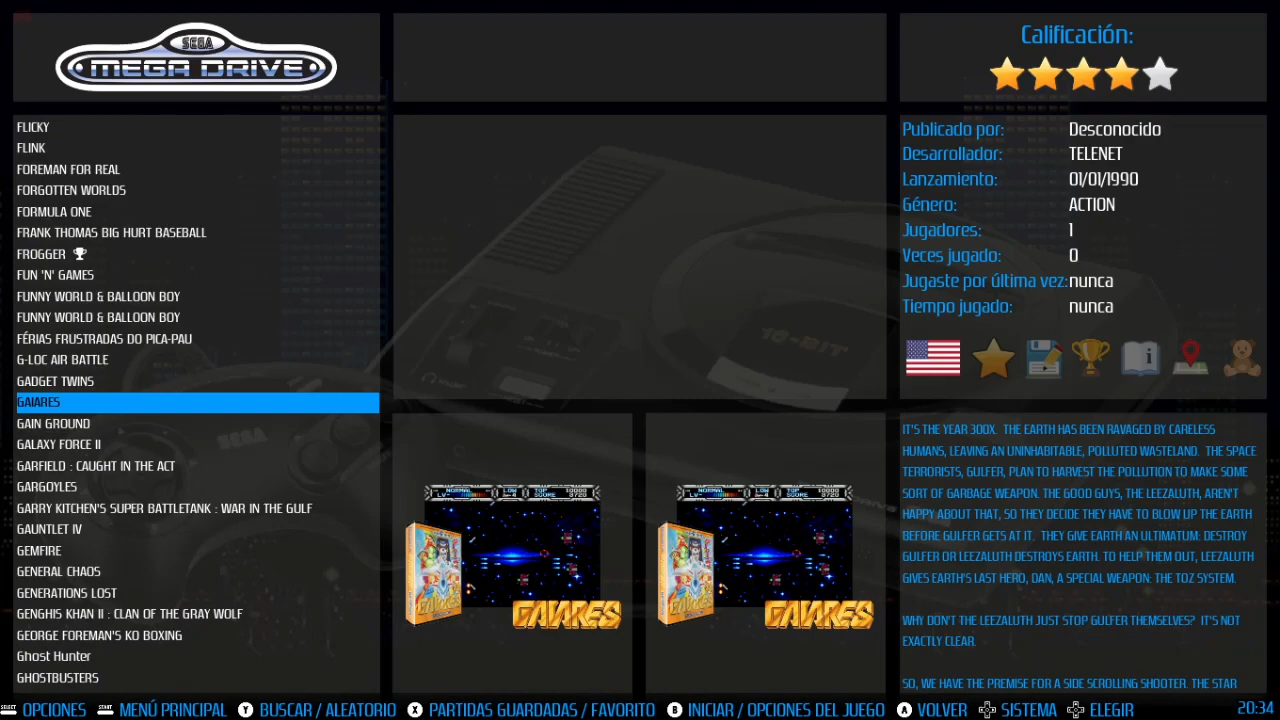 SEGA
MEGA DRIVE
FLICKY
FLINK
FOREMAN FOR REAL
FORGOTTEN WORLDS
FORMULA ONE
FRANK THOMAS BIG HURT BASEBALL
FROGGER
FUN 'N' GAMES
FUNNY WORLD & BALLOON BOY
FUNNY WORLD & BALLOON BOY
FÉRIAS FRUSTRADAS DO PICA-PAU
G-LOC AIR BATTLE
GADGET TWINS
GAIARES
GAIN GROUND
GALAXY FORCE II
GARFIELD : CAUGHT IN THE ACT
GARGOYLES
GARRY KITCHEN'S SUPER BATTLETANK : WAR IN THE GULF
GAUNTLET IV
GEMFIRE
GENERAL CHAOS
GENERATIONS LOST
GENGHIS KHAN II : CLAN OF THE GRAY WOLF
GEORGE FOREMAN'S KO BOXING
Ghost Hunter
GHOSTBUSTERS
16-BIT
SEGA
NORMAL
LOW
TOP
SCORE
GAIARES
NORMAL
LOW
TOP
SCORE
GAIARES
Calificación:
Publicado por: Desconocido
Desarrollador: TELENET
Lanzamiento: 01/01/1990
Género: ACTION
Jugadores: 1
Veces jugado: 0
Jugaste por última vez: nunca
Tiempo jugado: nunca
IT'S THE YEAR 300X. THE EARTH HAS BEEN RAVAGED BY CARELESS
HUMANS, LEAVING AN UNINHABITABLE, POLLUTED WASTELAND. THE SPACE
TERRORISTS, GULFER, PLAN TO HARVEST THE POLLUTION TO MAKE SOME
SORT OF GARBAGE WEAPON. THE GOOD GUYS, THE LEEZALUTH, AREN'T
HAPPY ABOUT THAT, SO THEY DECIDE THEY HAVE TO BLOW UP THE EARTH
BEFORE GULFER GETS AT IT. THEY GIVE EARTH AN ULTIMATUM: DESTROY
GULFER OR LEEZALUTH DESTROYS EARTH. TO HELP THEM OUT, LEEZALUTH
GIVES EARTH'S LAST HERO, DAN, A SPECIAL WEAPON: THE TOZ SYSTEM.
WHY DON'T THE LEEZALUTH JUST STOP GULFER THEMSELVES? IT'S NOT
EXACTLY CLEAR.
SO, WE HAVE THE PREMISE FOR A SIDE SCROLLING SHOOTER. THE STAR
SELECT OPCIONES START MENÚ PRINCIPAL Y BUSCAR / ALEATORIO X PARTIDAS GUARDADAS / FAVORITO B INICIAR / OPCIONES DEL JUEGO A VOLVER SISTEMA ELEGIR 20:34